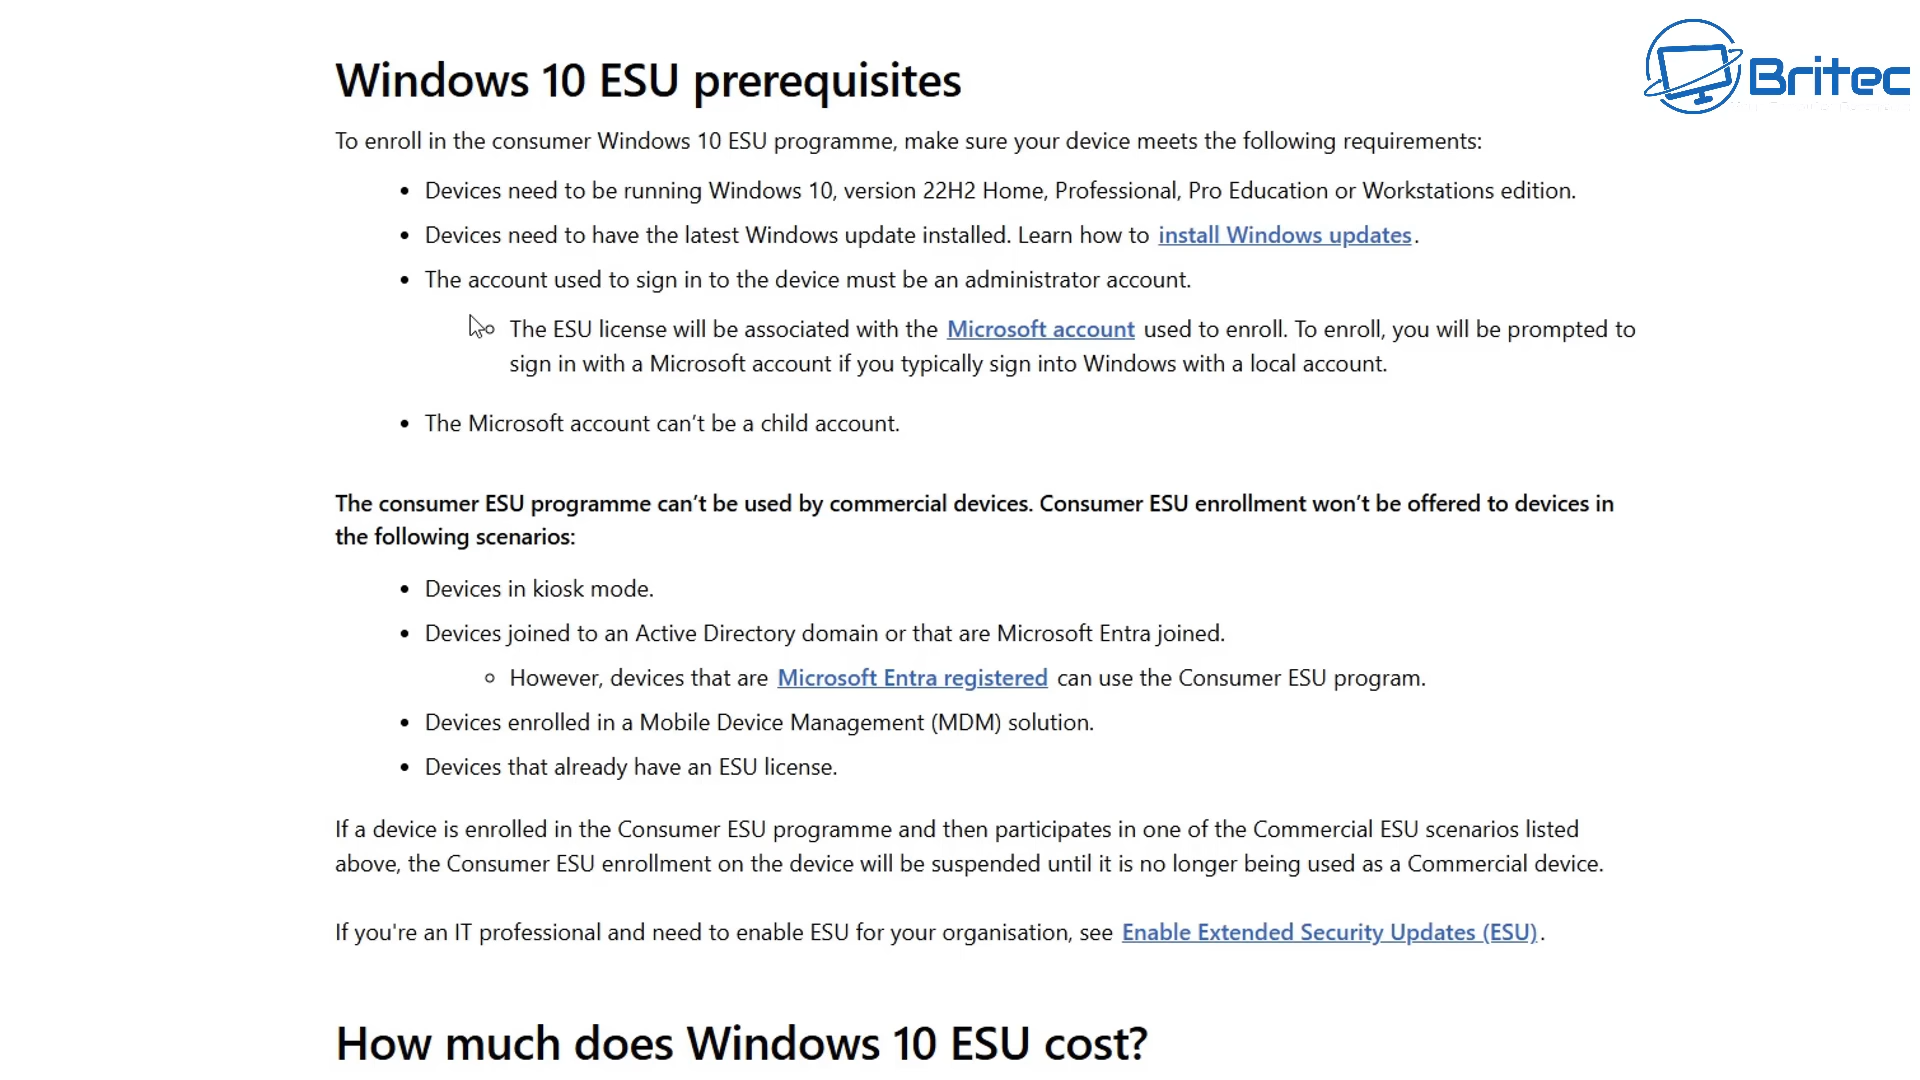 Britec
Windows 10 ESU prerequisites
To enroll in the consumer Windows 10 ESU programme, make sure your device meets the following requirements:
• Devices need to be running Windows 10, version 22H2 Home, Professional, Pro Education or Workstations edition.
• Devices need to have the latest Windows update installed. Learn how to install Windows updates.
• The account used to sign in to the device must be an administrator account.
○ The ESU license will be associated with the Microsoft account used to enroll. To enroll, you will be prompted to
sign in with a Microsoft account if you typically sign into Windows with a local account.
• The Microsoft account can’t be a child account.
The consumer ESU programme can’t be used by commercial devices. Consumer ESU enrollment won’t be offered to devices in
the following scenarios:
• Devices in kiosk mode.
• Devices joined to an Active Directory domain or that are Microsoft Entra joined.
○ However, devices that are Microsoft Entra registered can use the Consumer ESU program.
• Devices enrolled in a Mobile Device Management (MDM) solution.
• Devices that already have an ESU license.
If a device is enrolled in the Consumer ESU programme and then participates in one of the Commercial ESU scenarios listed
above, the Consumer ESU enrollment on the device will be suspended until it is no longer being used as a Commercial device.
If you're an IT professional and need to enable ESU for your organisation, see Enable Extended Security Updates (ESU).
How much does Windows 10 ESU cost?